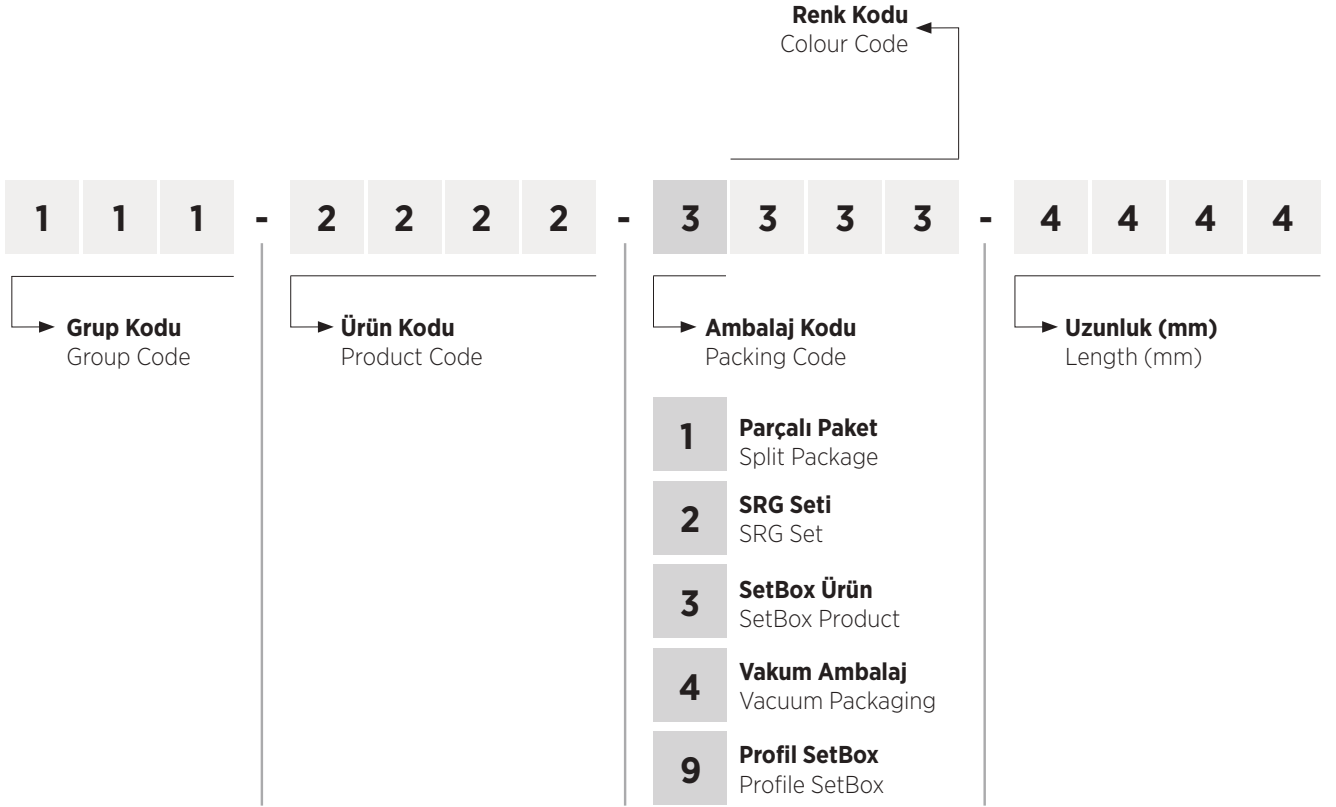 Renk Kodu
Colour Code
1 1 1 - 2 2 2 2 - 3 3 3 3 - 4 4 4 4
Grup Kodu
Group Code
Ürün Kodu
Product Code
Ambalaj Kodu
Packing Code
Uzunluk (mm)
Length (mm)
1
Parçalı Paket
Split Package
2
SRG Seti
SRG Set
3
SetBox Ürün
SetBox Product
4
Vakum Ambalaj
Vacuum Packaging
9
Profil SetBox
Profile SetBox